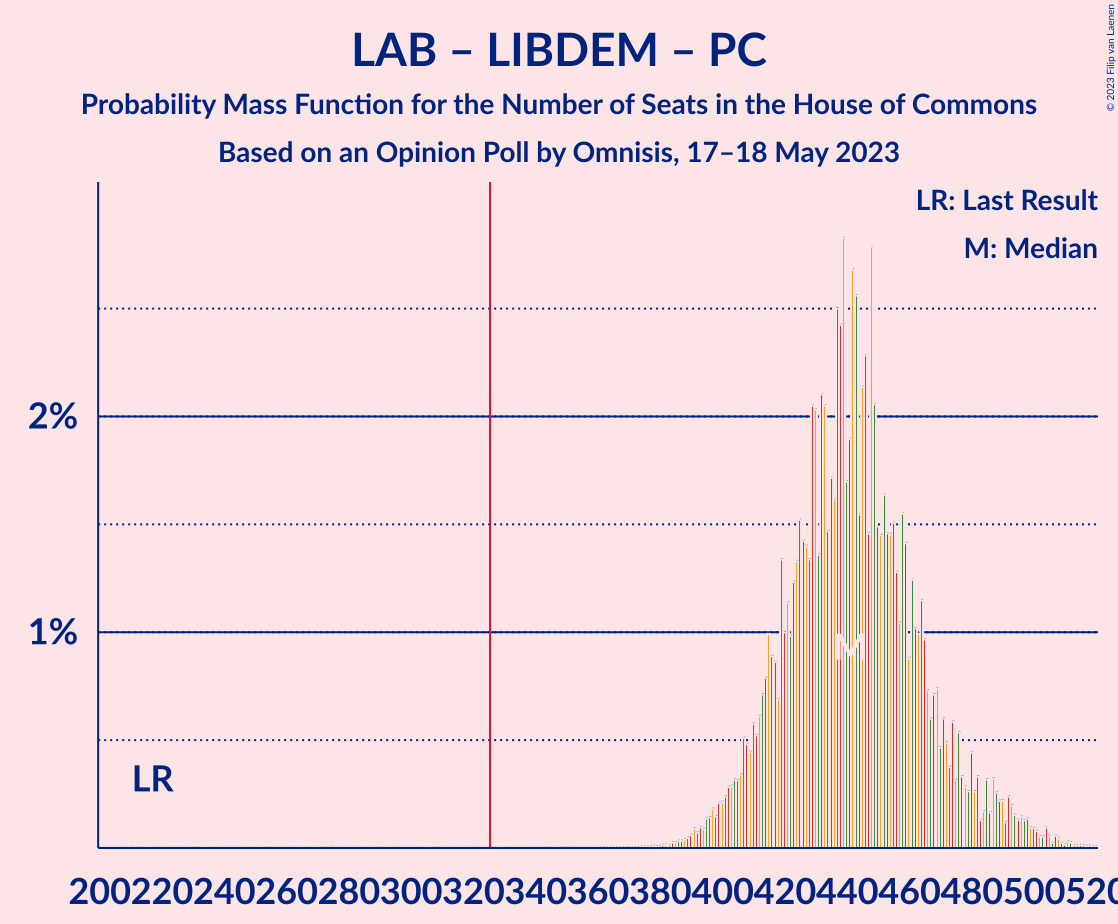 LAB – LIBDEM – PC
Probability Mass Function for the Number of Seats in the House of Commons
Based on an Opinion Poll by Omnisis, 17–18 May 2023
© 2023 Filip van Laenen
LR: Last Result
M: Median
2%
1%
M
LR
200220240260280300320340360380400420440460480500520